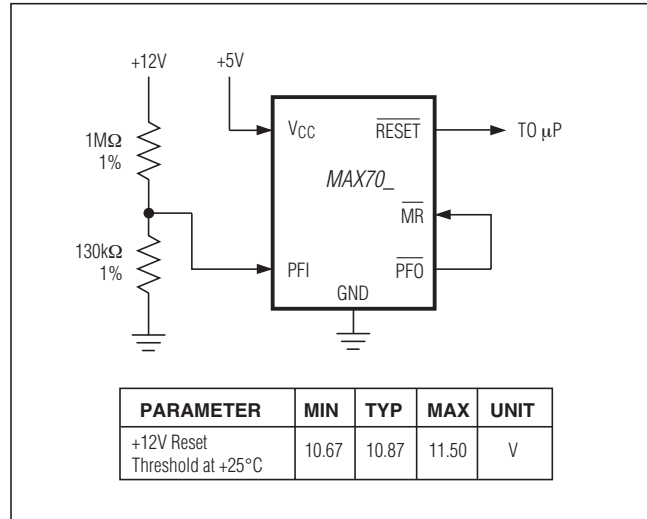 +12V
+5V
1MΩ
1%
130kΩ
1%
VCC
RESET
TO µP
MAX70_
MR
PFI
PFO
GND
PARAMETER MIN TYP MAX UNIT
+12V Reset
Threshold at +25°C 10.67 10.87 11.50 V